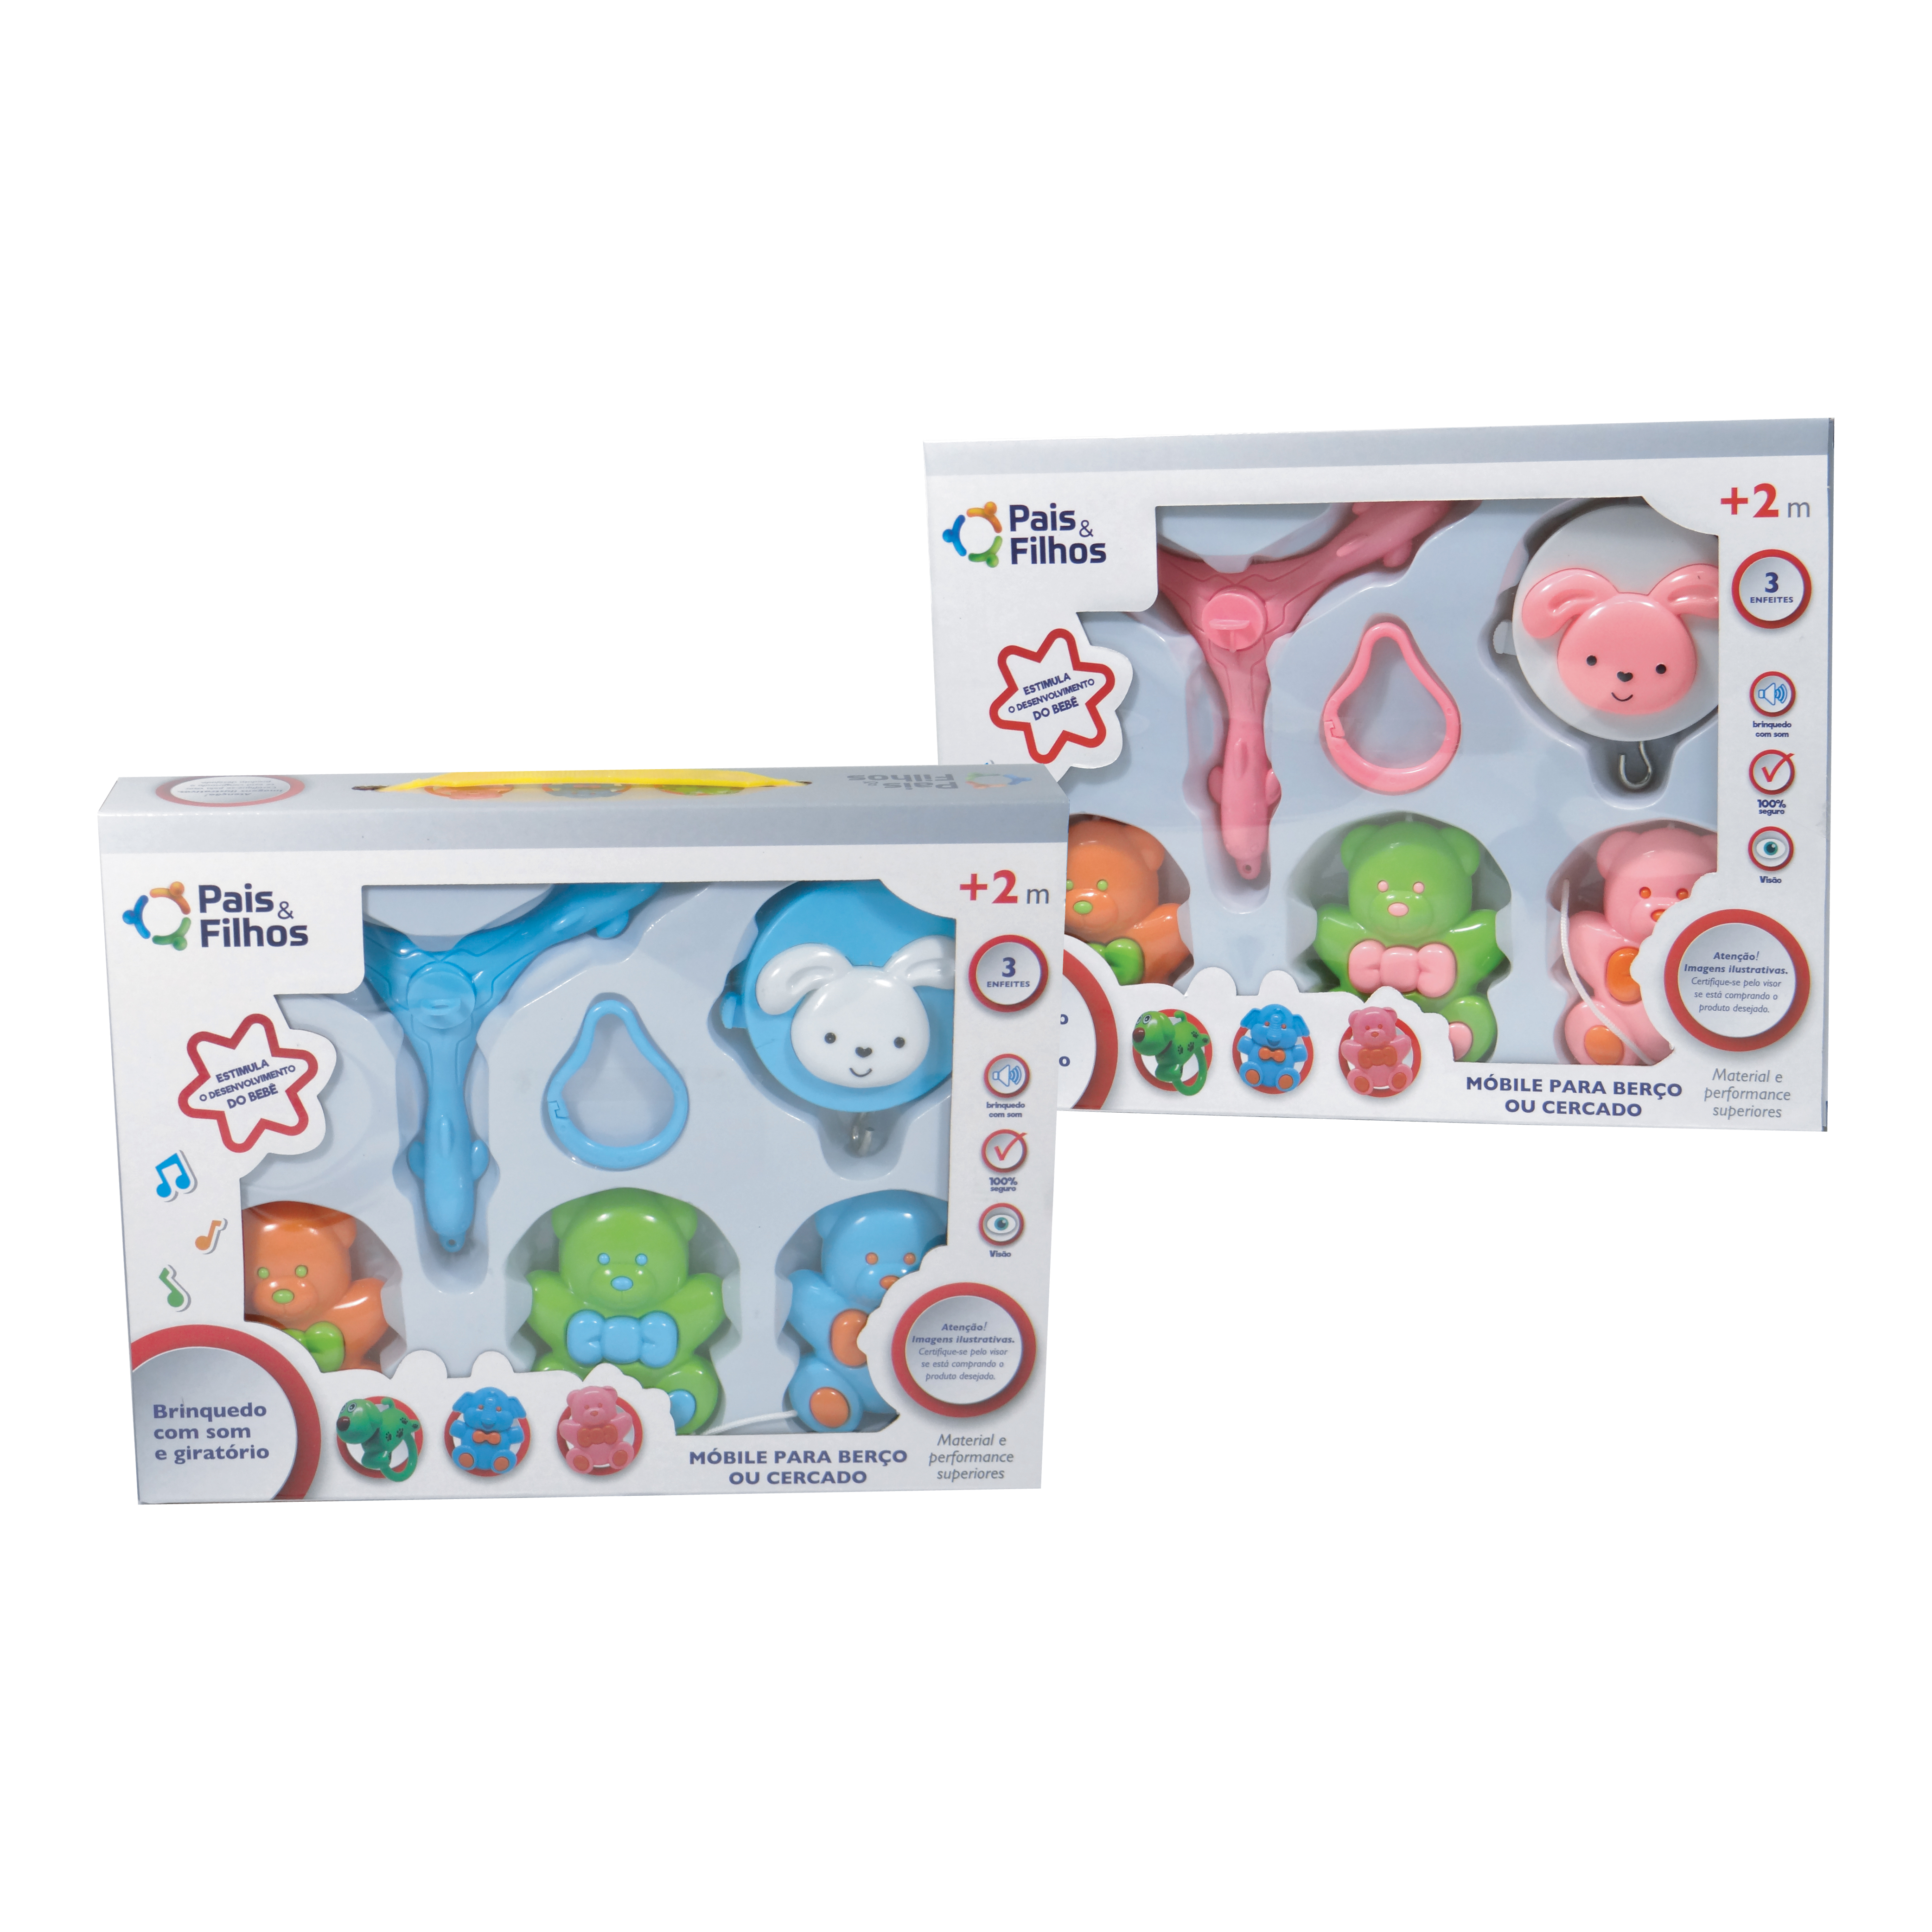 Pais &
Filhos
+2 m
3
ENFEITES
ESTIMULA
O DESENVOLVIMENTO
DO BEBÊ
brinquedo
com som
100%
seguro
Visão
Atenção!
Imagens ilustrativas.
Certifique-se pelo visor
se está comprando o
produto desejado.
MÓBILE PARA BERÇO
OU CERCADO
Material e
performance
superiores
o
o
Pais &
Filhos
Pais &
Filhos
+2 m
3
ENFEITES
ESTIMULA
O DESENVOLVIMENTO
DO BEBÊ
brinquedo
com som
100%
seguro
Visão
Atenção!
Imagens ilustrativas.
Certifique-se pelo visor
se está comprando o
produto desejado.
Brinquedo
com som
e giratório
MÓBILE PARA BERÇO
OU CERCADO
Material e
performance
superiores